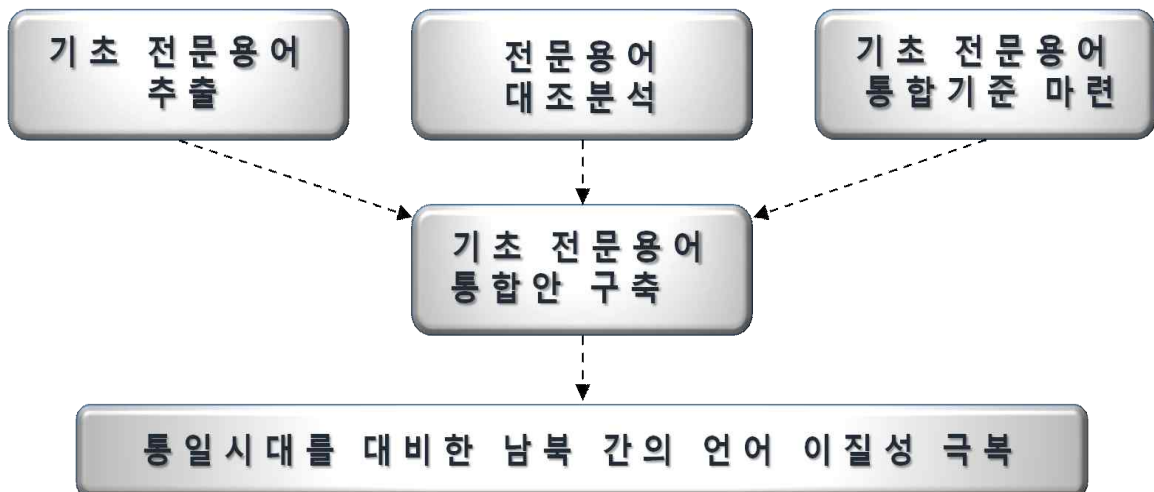 기초 전문용어
추출
전문용어
대조분석
기초 전문용어
통합기준 마련
기초 전문용어
통합안 구축
통일시대를 대비한 남북 간의 언어 이질성 극복